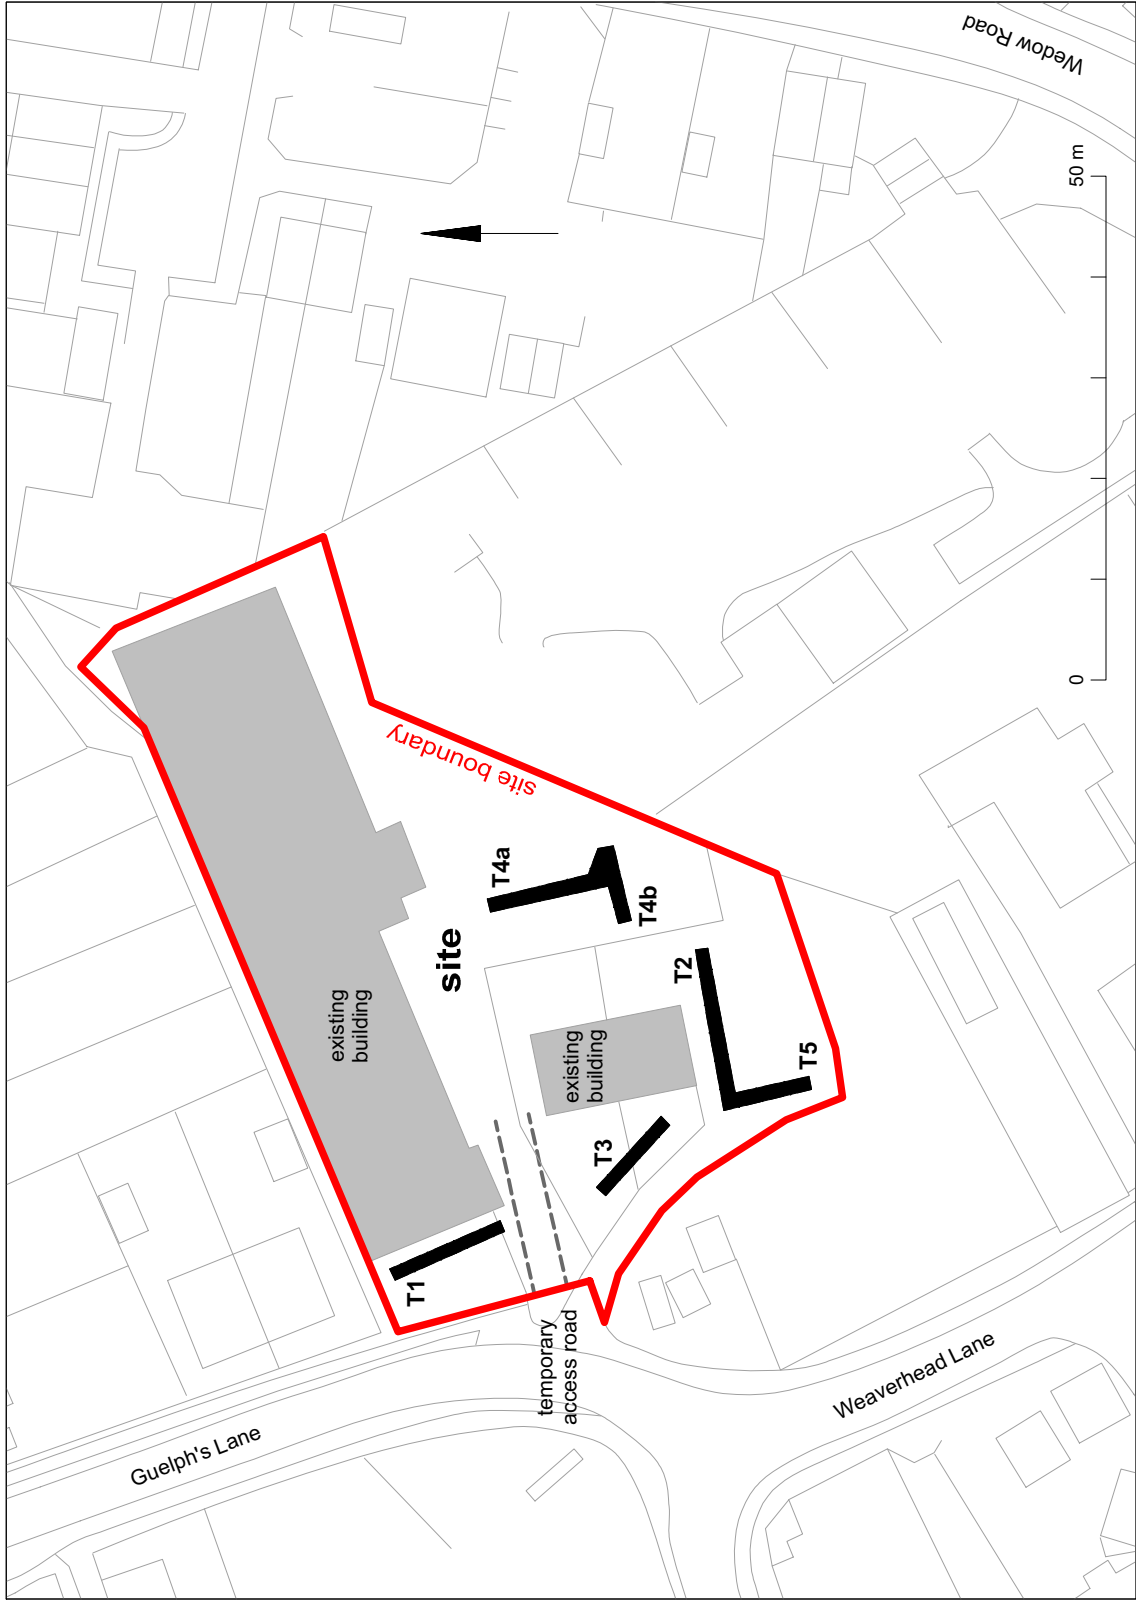 Wedow Road
50 m
0
site boundary
existing
building
site
T4a
T4b
T2
existing
building
T5
T3
T1
temporary
access road
Guelph's Lane
Weaverhead Lane